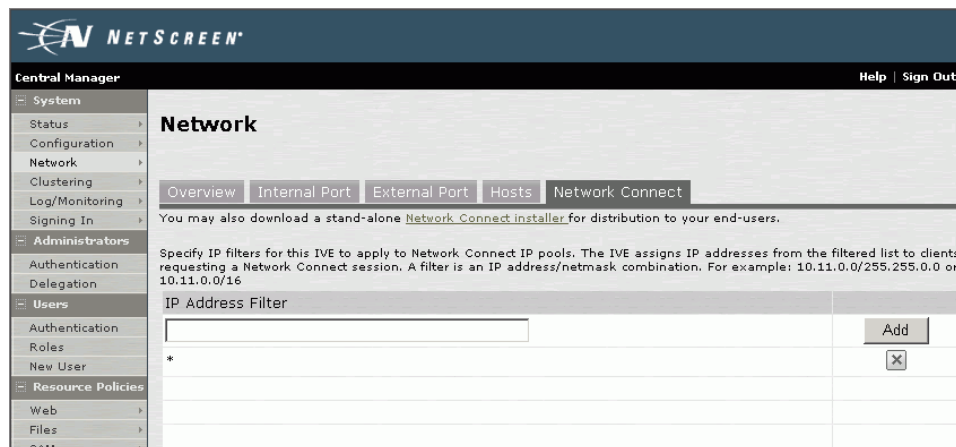 NETSCREEN
Central Manager
Help | Sign Out
System
Status
Configuration
Network
Clustering
Log/Monitoring
Signing In
Administrators
Authentication
Delegation
Users
Authentication
Roles
New User
Resource Policies
Web
Files
Network
Overview
Internal Port
External Port
Hosts
Network Connect
You may also download a stand-alone Network Connect installer for distribution to your end-users.
Specify IP filters for this IVE to apply to Network Connect IP pools. The IVE assigns IP addresses from the filtered list to clients
requesting a Network Connect session. A filter is an IP address/netmask combination. For example: 10.11.0.0/255.255.0.0 or
10.11.0.0/16
IP Address Filter
Add
*